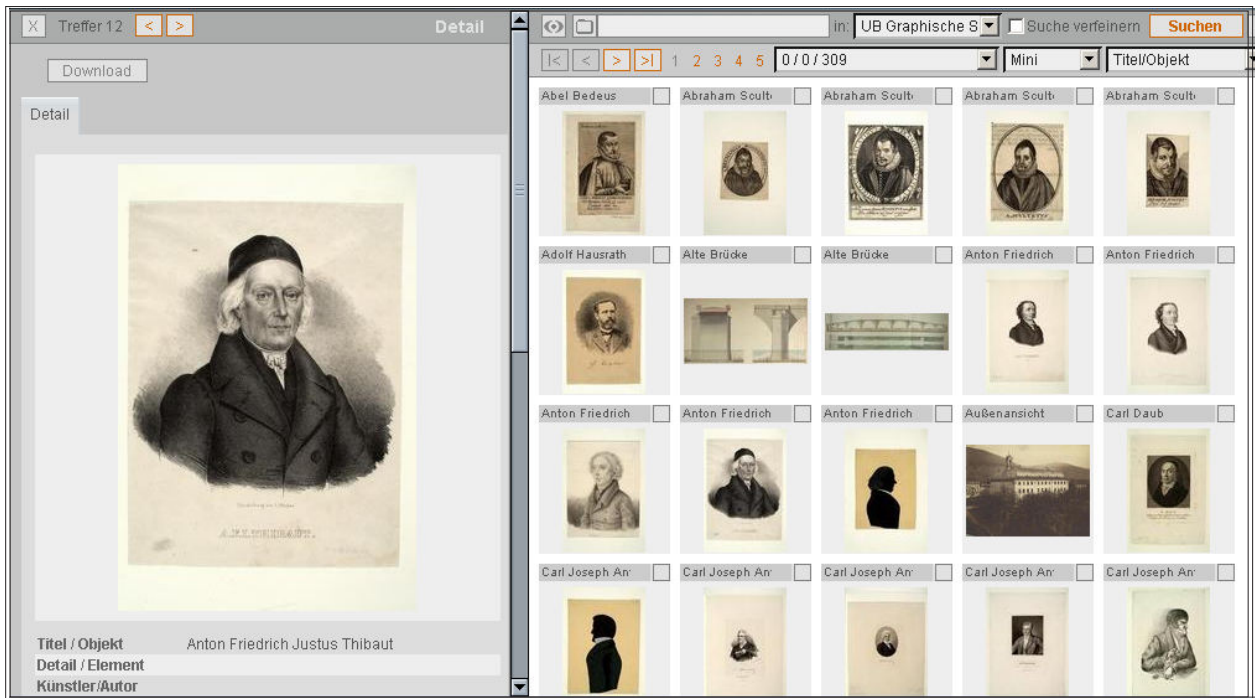 X Treffer 12 < > Detail
Download
Detail
A.F.J. THIBAUT.
Titel / Objekt Anton Friedrich Justus Thibaut
Detail / Element
Künstler/Autor
in: UB Graphische S Suche verfeinern Suchen
|< < > >| 1 2 3 4 5 0 / 0 / 309 Mini Titel/Objekt
Abel Bedeus Abraham Scult Abraham Scult Abraham Scult Abraham Scult
Adolf Hausrath Alte Brücke Alte Brücke Anton Friedrich Anton Friedrich
Anton Friedrich Anton Friedrich Anton Friedrich Außenansicht Carl Daub
Carl Joseph An Carl Joseph An Carl Joseph An Carl Joseph An Carl Joseph An